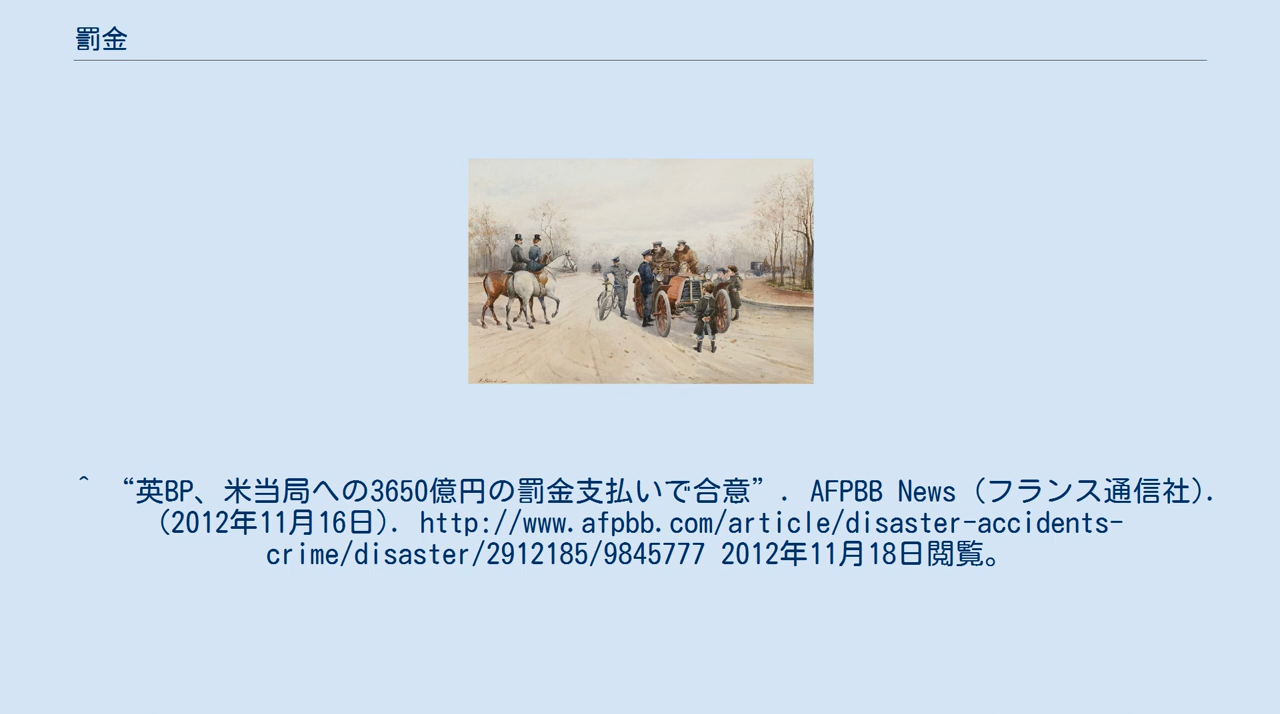 罰金
^ “英BP、米当局への3650億円の罰金支払いで合意”. AFPBB News (フランス通信社).
(2012年11月16日). http://www.afpbb.com/article/disaster-accidents-
crime/disaster/2912185/9845777 2012年11月18日閲覧。